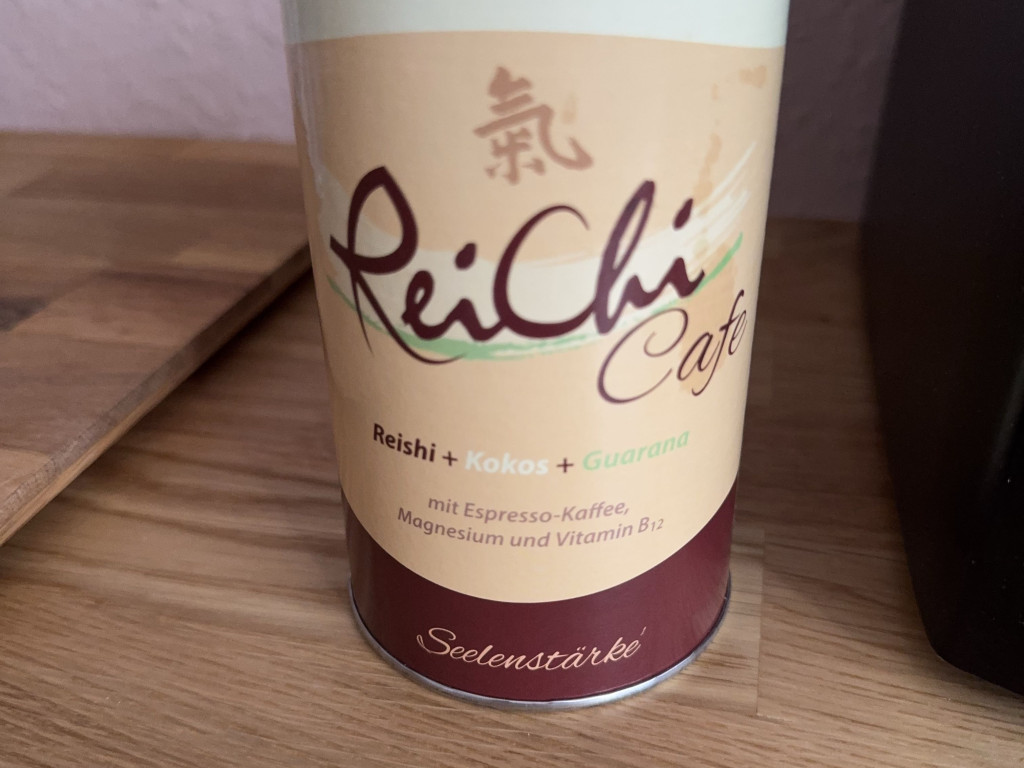 氣
ReiChi
Cafe
Reishi + Kokos + Guarana
mit Espresso-Kaffee,
Magnesium und Vitamin B₁₂
Seelenstärke